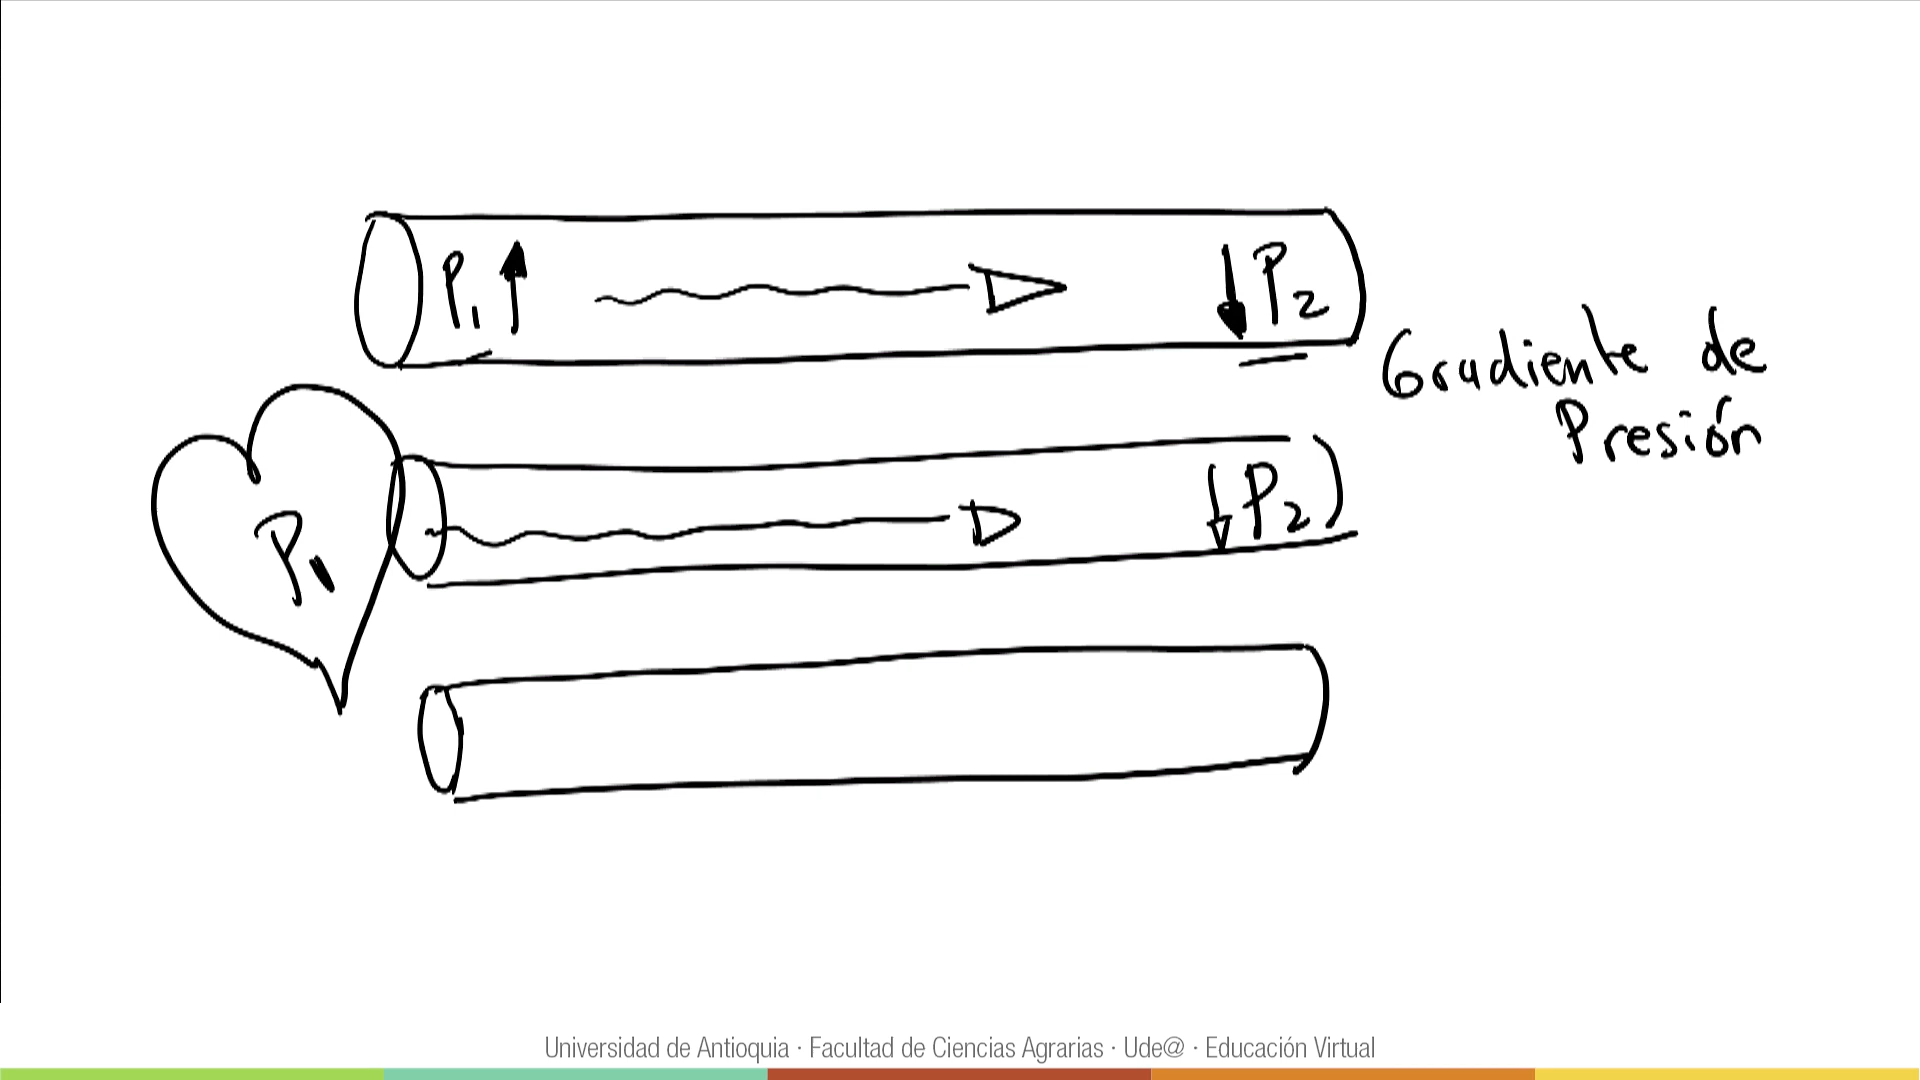 P₁↑ ↓P₂
Gradiente de
Presión
P₁ ↓P₂
Universidad de Antioquia · Facultad de Ciencias Agrarias · Ude@ · Educación Virtual